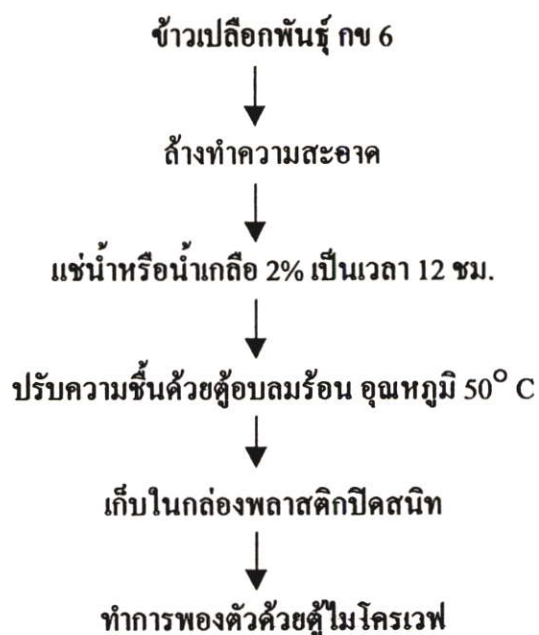 ข้าวเปลือกพันธุ์ กข 6
ล้างทำความสะอาด
แช่น้ำหรือน้ำเกลือ 2% เป็นเวลา 12 ชม.
ปรับความชื้นด้วยตู้อบลมร้อน อุณหภูมิ 50° C
เก็บในกล่องพลาสติกปิดสนิท
ทำการพองตัวด้วยตู้ไมโครเวฟ